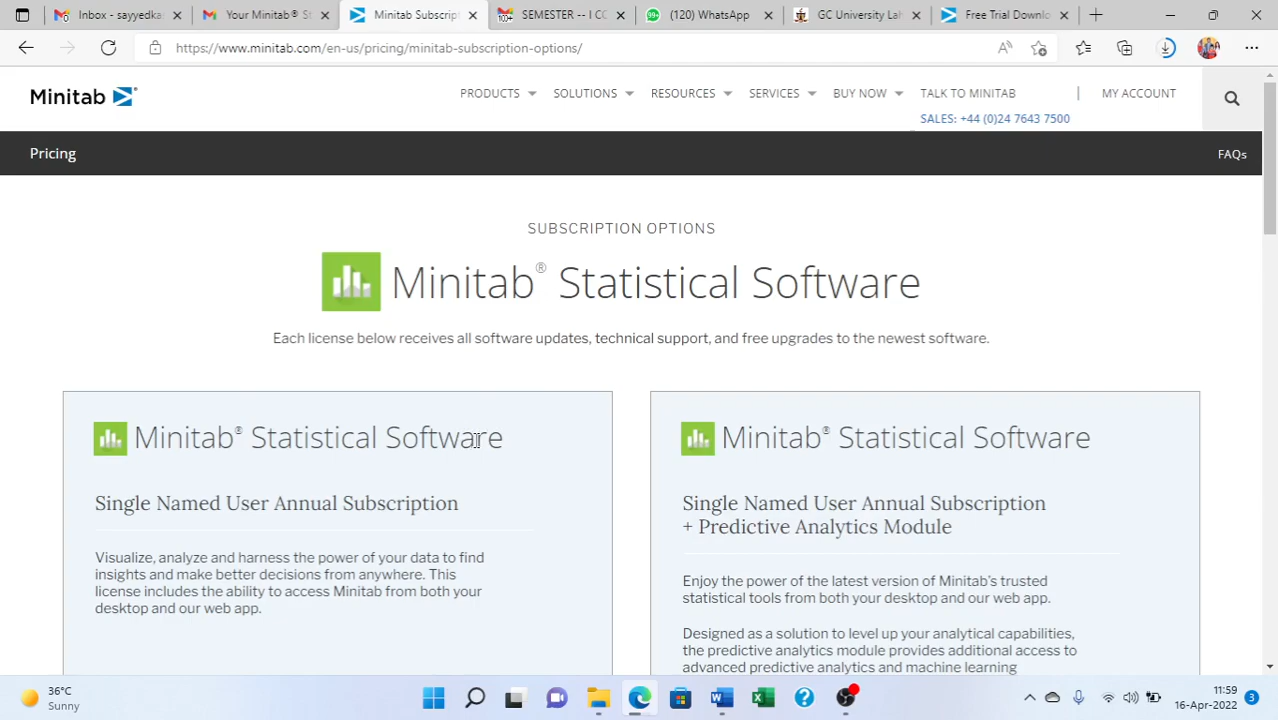 Inbox - sayyedka
Your Minitab® St
Minitab Subscrip
SEMESTER -- I CO
(120) WhatsApp
GC University Lah
Free Trial Downlo
https://www.minitab.com/en-us/pricing/minitab-subscription-options/
Minitab
PRODUCTS
SOLUTIONS
RESOURCES
SERVICES
BUY NOW
TALK TO MINITAB
|
MY ACCOUNT
SALES: +44 (0)24 7643 7500
Pricing
FAQs
SUBSCRIPTION OPTIONS
Minitab® Statistical Software
Each license below receives all software updates, technical support, and free upgrades to the newest software.
Minitab® Statistical Software
Single Named User Annual Subscription
Visualize, analyze and harness the power of your data to find
insights and make better decisions from anywhere. This
license includes the ability to access Minitab from both your
desktop and our web app.
Minitab® Statistical Software
Single Named User Annual Subscription
+ Predictive Analytics Module
Enjoy the power of the latest version of Minitab's trusted
statistical tools from both your desktop and our web app.
Designed as a solution to level up your analytical capabilities,
the predictive analytics module provides additional access to
advanced predictive analytics and machine learning
36°C
Sunny
11:59
16-Apr-2022
3